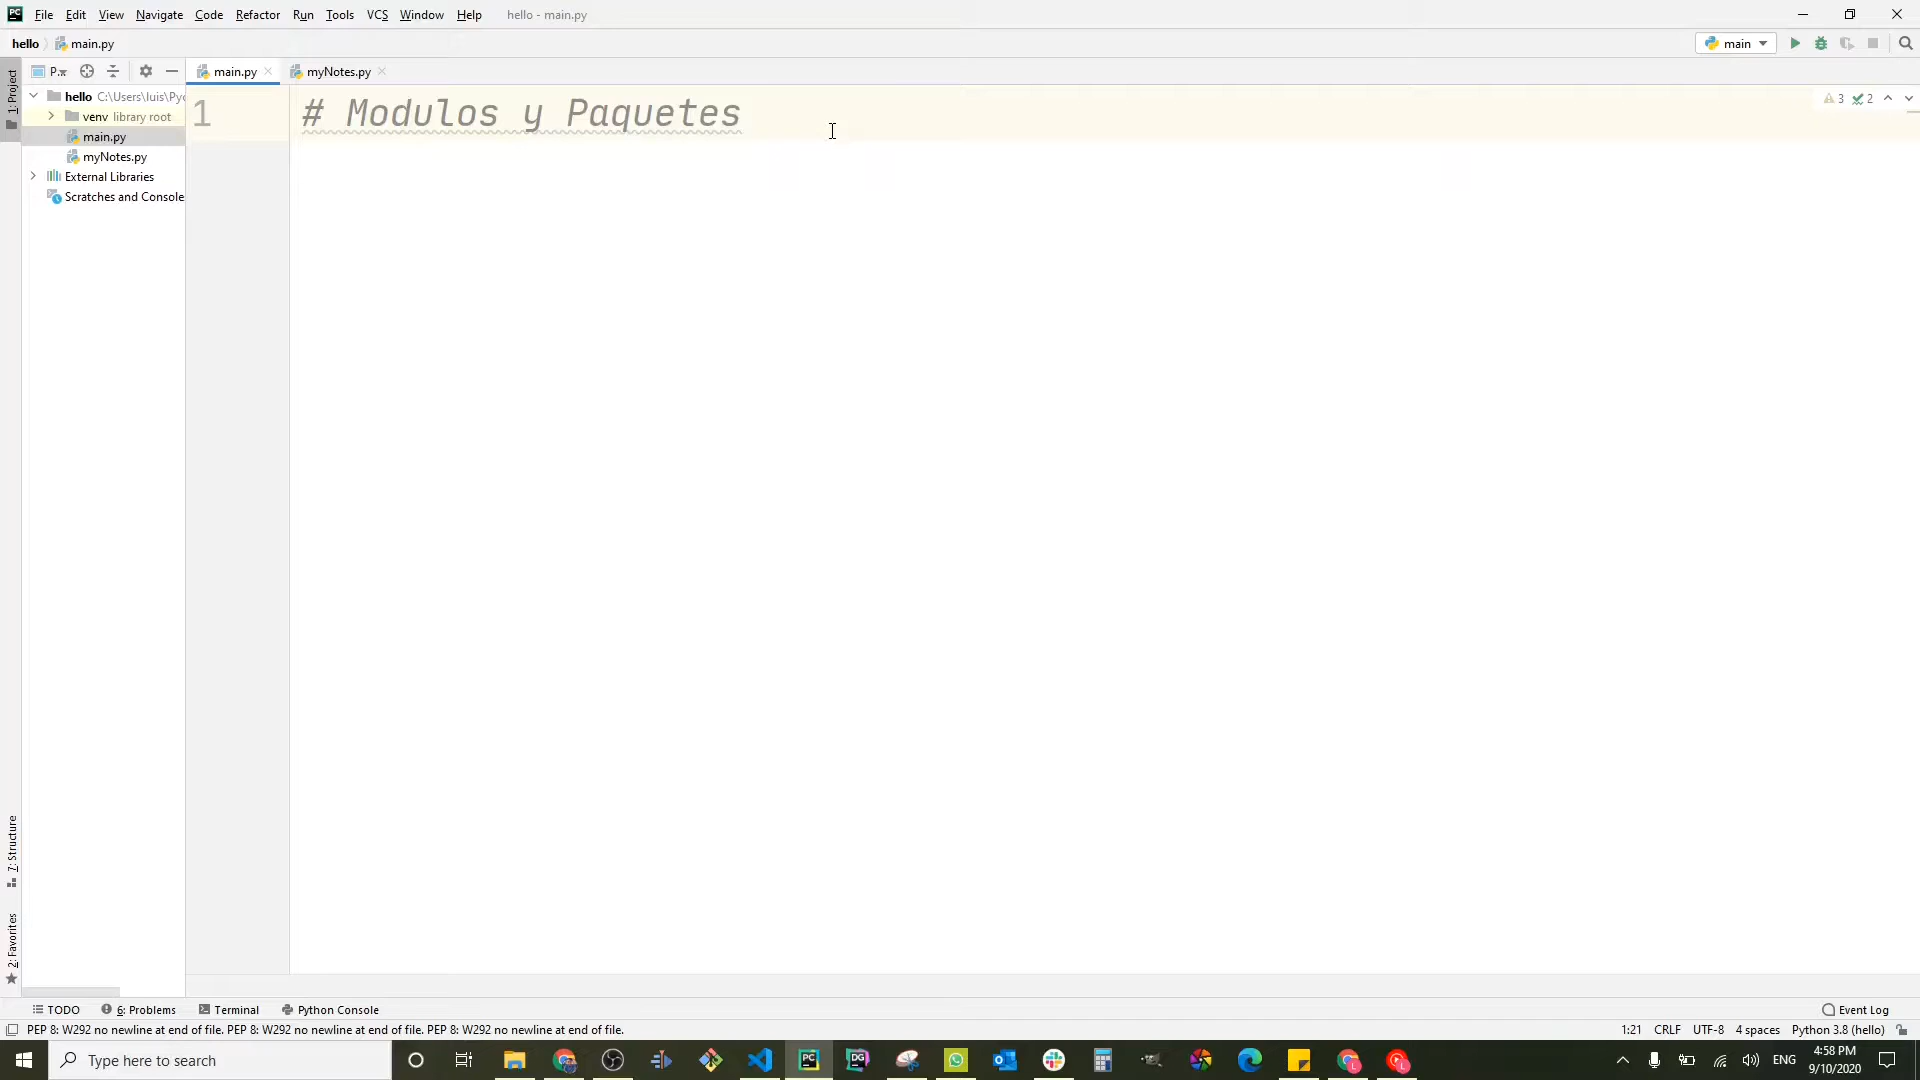 PC File Edit View Navigate Code Refactor Run Tools VCS Window Help hello - main.py
hello main.py main
1: Project
P.. main.py myNotes.py
hello C:\Users\luis\Pyc
venv library root
main.py
myNotes.py
External Libraries
Scratches and Console
1 # Modulos y Paquetes
3 2
7: Structure
2: Favorites
TODO 6: Problems Terminal Python Console Event Log
PEP 8: W292 no newline at end of file. PEP 8: W292 no newline at end of file. PEP 8: W292 no newline at end of file. 1:21 CRLF UTF-8 4 spaces Python 3.8 (hello)
Type here to search PC DG ENG 4:58 PM
9/10/2020